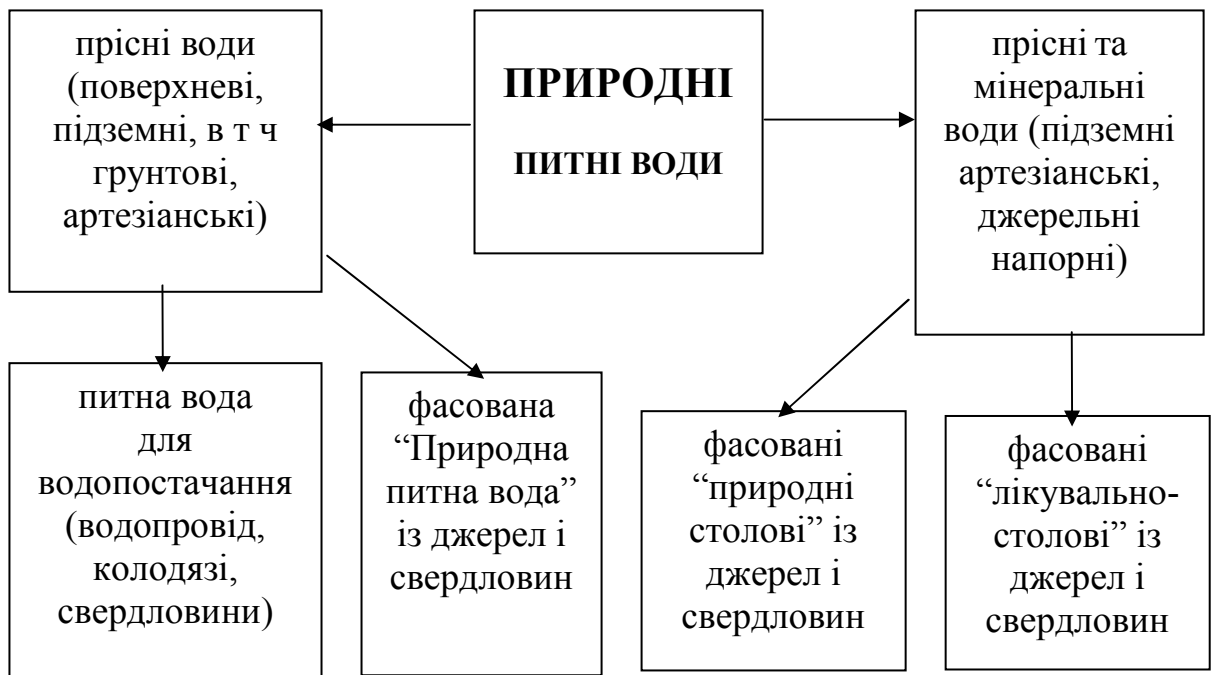 прісні води
(поверхневі,
підземні, в т ч
грунтові,
артезіанські)
ПРИРОДНІ
ПИТНІ ВОДИ
прісні та
мінеральні
води (підземні
артезіанські,
джерельні
напорні)
питна вода
для
водопостачання
(водопровід,
колодязі,
свердловини)
фасована
“Природна
питна вода”
із джерел і
свердловин
фасовані
“природні
столові” із
джерел і
свердловин
фасовані
“лікувально-
столові” із
джерел і
свердловин